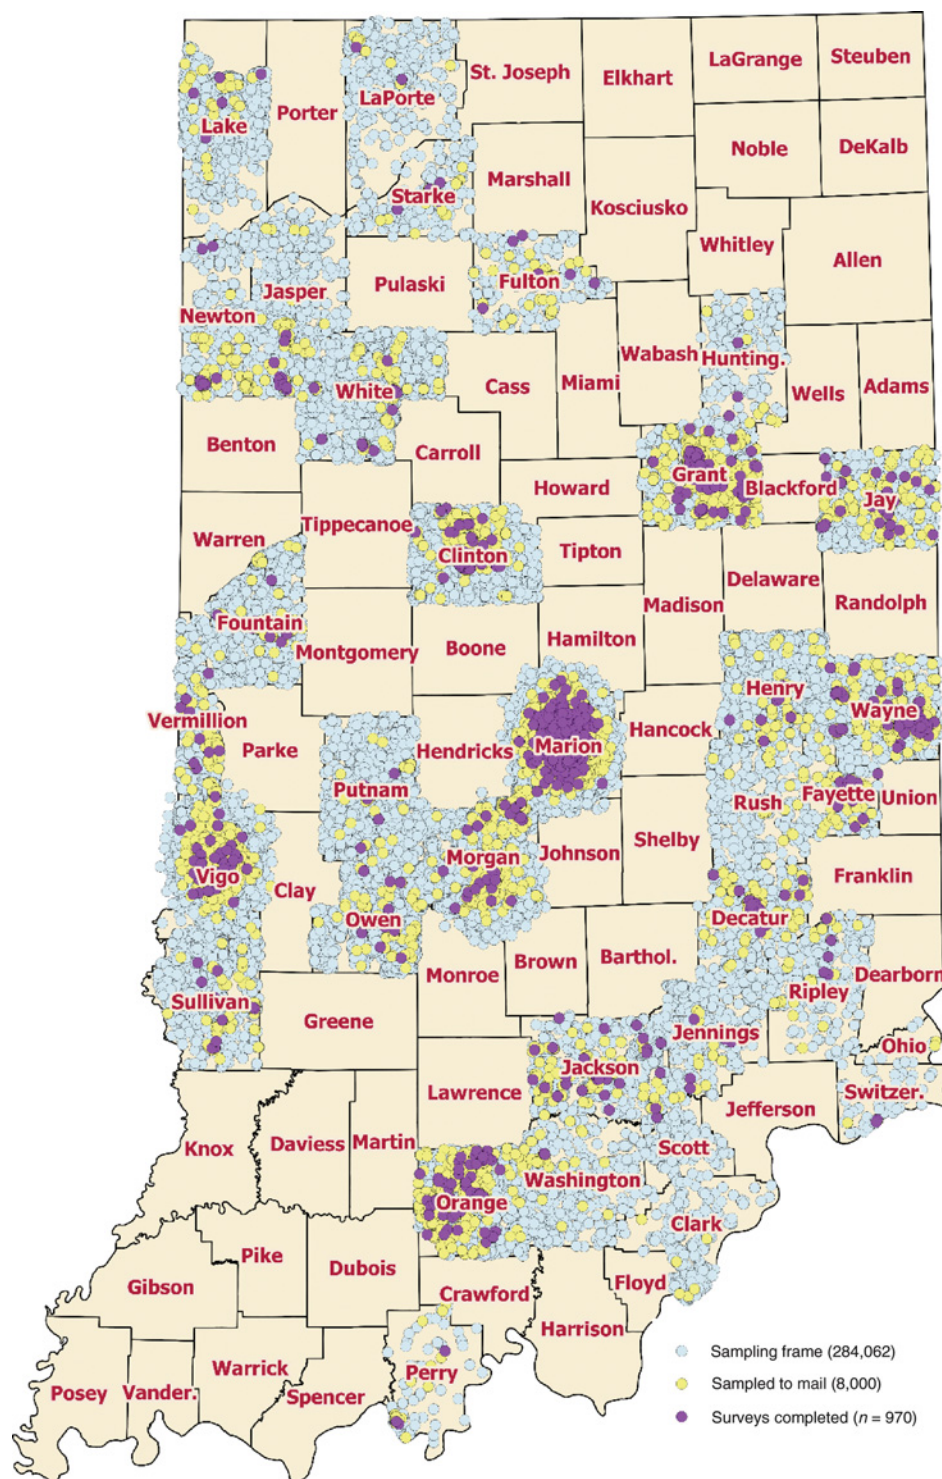 LaGrange Steuben
St. Joseph Elkhart
LaPorte
Porter
Lake
Noble DeKalb
Marshall
Starke
Kosciusko
Whitley
Allen
Pulaski Fulton
Jasper
Newton
Wabash Hunting.
Miami
Cass
White
Wells Adams
Benton
Carroll
Grant
Howard
Blackford
Jay
Tippecanoe
Warren
Clinton
Tipton
Delaware
Madison
Randolph
Fountain
Hamilton
Boone
Montgomery
Henry
Wayne
Vermillion
Marion
Hancock
Parke
Hendricks
Putnam
Fayette Union
Rush
Shelby
Johnson
Morgan
Vigo
Franklin
Clay
Owen
Decatur
Barthol.
Brown
Monroe
Dearborn
Ripley
Sullivan
Greene
Jennings
Ohio
Jackson
Lawrence
Switzer.
Jefferson
Knox
Daviess Martin
Scott
Washington
Orange
Clark
Pike
Dubois
Gibson
Floyd
Crawford
Harrison
Warrick
Perry
Posey Vander.
Spencer
Sampling frame (284,062)
Sampled to mail (8,000)
Surveys completed (n = 970)